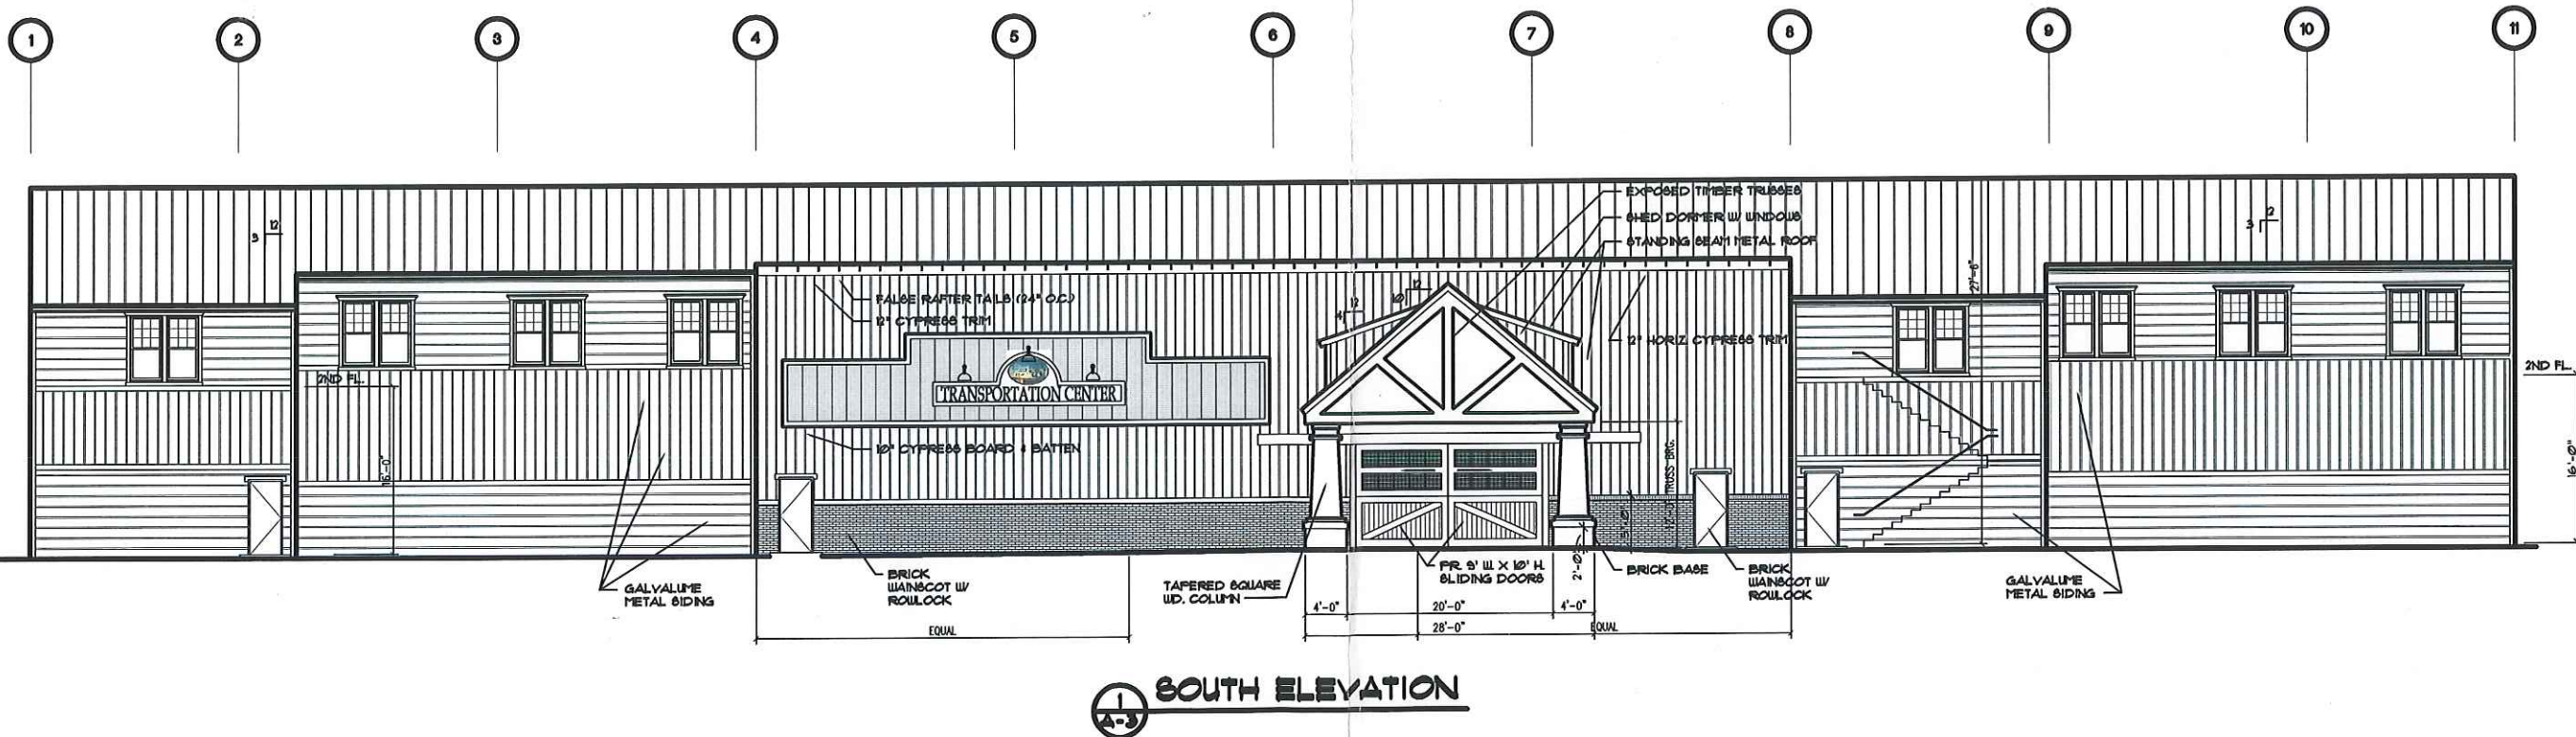 1 2 3 4 5 6 7 8 9 10 11
EXPOSED TIMBER TRUSSES
SHED DORMER W/ WINDOWS
STANDING SEAM METAL ROOF
12
3
12
3
27'-6"
FALSE RAFTER TAILS (24" O.C.)
12" CYPRESS TRIM
12
4
12
10
12" HORIZ. CYPRESS TRIM
2ND FL.
2ND FL.
TRANSPORTATION CENTER
10" CYPRESS BOARD & BATTEN
16'-0"
12'-0" TRUSS BRG.
16'-0"
3'-0"
2'-0"
GALVALUME
METAL SIDING
BRICK
WAINSCOT W/
ROWLOCK
TAPERED SQUARE
WD. COLUMN
PR. 9' W. X 10' H.
SLIDING DOORS
BRICK BASE
BRICK
WAINSCOT W/
ROWLOCK
GALVALUME
METAL SIDING
4'-0" 20'-0" 4'-0"
EQUAL 28'-0" EQUAL
1
A-3
SOUTH ELEVATION